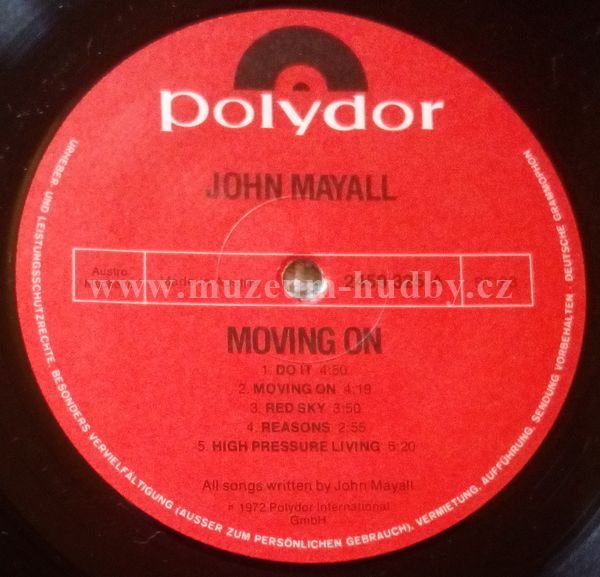 polydor
JOHN MAYALL
Austro
www.muzeum-hudby.cz
MOVING ON
1. DO IT 4:50
2. MOVING ON 4:19
3. RED SKY 3:50
4. REASONS 2:55
5. HIGH PRESSURE LIVING 6:20
All songs written by John Mayall
℗ 1972 Polydor International
GmbH
URHEBER- UND LEISTUNGSSCHUTZRECHTE. BESONDERS VERVIELFÄLTIGUNG (AUSSER ZUM PERSÖNLICHEN GEBRAUCH). VERMIETUNG. AUFFÜHRUNG, SENDUNG VORBEHALTEN · DEUTSCHE GRAMMOPHON